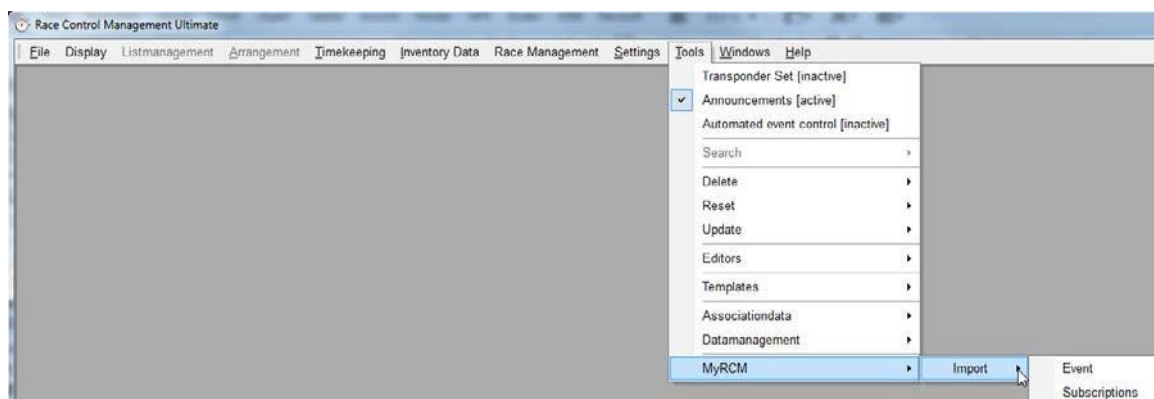 Race Control Management Ultimate
File Display Listmanagement Arrangement Timekeeping Inventory Data Race Management Settings Tools Windows Help
Transponder Set [inactive]
Announcements [active]
Automated event control [inactive]
Search
Delete
Reset
Update
Editors
Templates
Associationdata
Datamanagement
MyRCM Import Event
Subscriptions